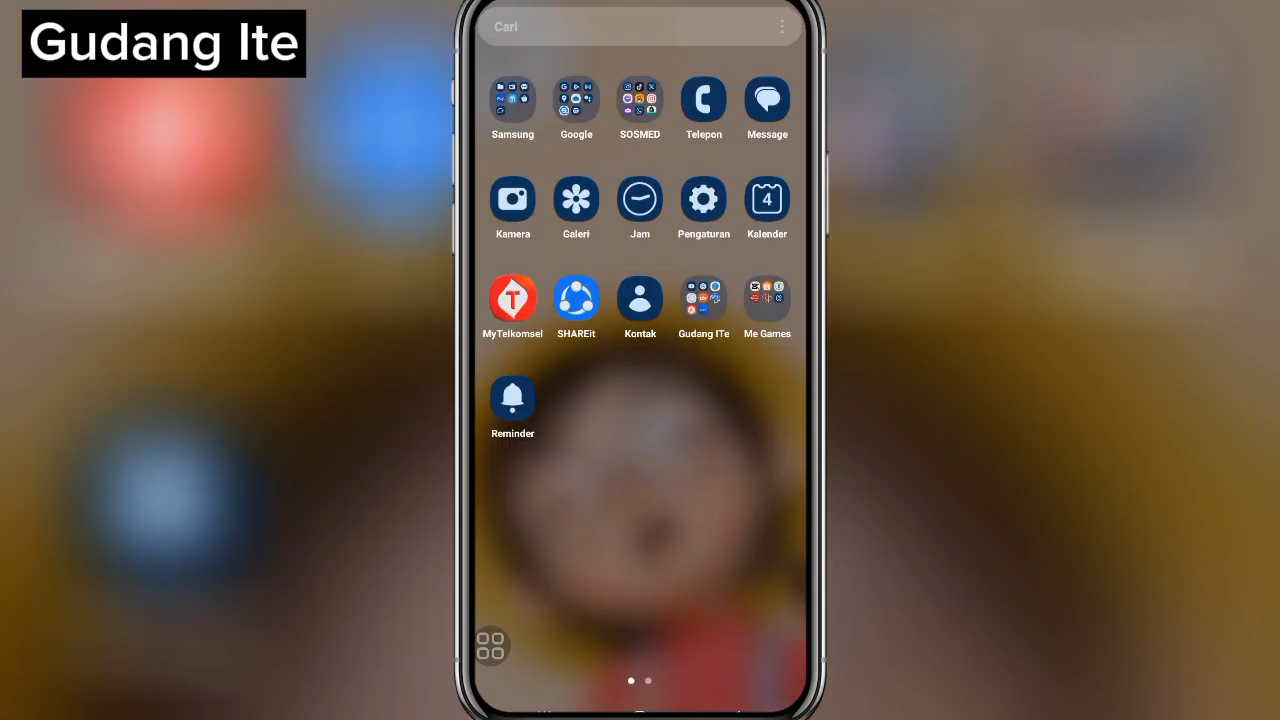 Gudang Ite
Cari
Samsung
Google
SOSMED
Telepon
Message
Kamera
Galeri
Jam
Pengaturan
4
Kalender
T
MyTelkomsel
SHAREit
Kontak
Gudang ITe
Me Games
Reminder